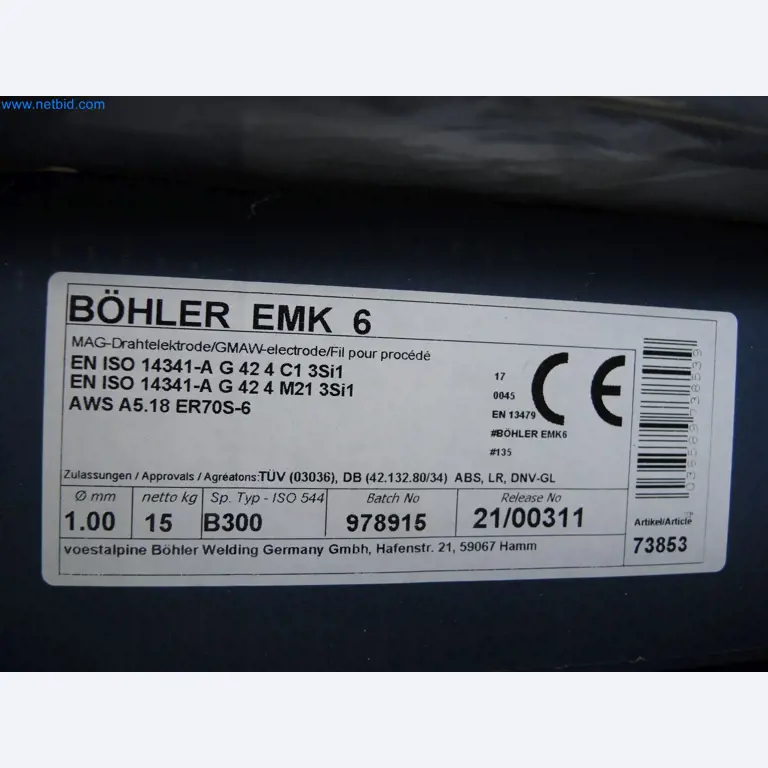 www.netbid.com
BÖHLER EMK 6
MAG-Drahtelektrode/GMAW-electrode/Fil pour procédé
EN ISO 14341-A G 42 4 C1 3Si1
EN ISO 14341-A G 42 4 M21 3Si1
AWS A5.18 ER70S-6
17
0045
EN 13479
#BÖHLER EMK6
#135
CE
Zulassungen / Approvals / Agréatons:TÜV (03036), DB (42.132.80/34) ABS, LR, DNV-GL
Ø mm netto kg Sp. Typ - ISO 544 Batch No Release No
1.00 15 B300 978915 21/00311
Artikel/Article
73853
voestalpine Böhler Welding Germany Gmbh, Hafenstr. 21, 59067 Hamm